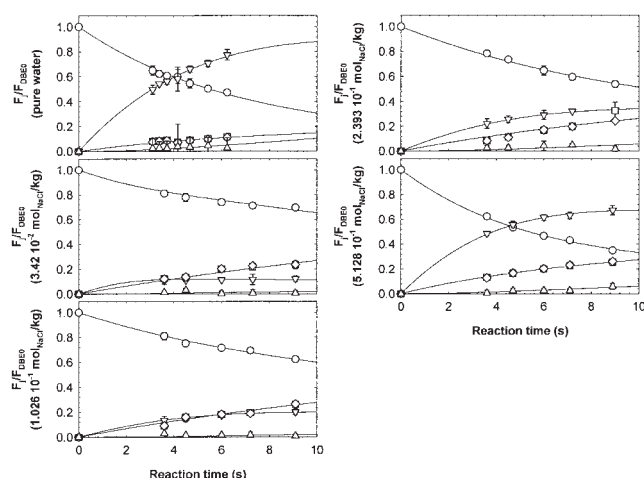 F_j/F_DBE0
(pure water)
1.0
0.8
0.6
0.4
0.2
0.0
F_j/F_DBE0
(3.42 10^-2 mol_NaCl/kg)
1.0
0.8
0.6
0.4
0.2
0.0
F_j/F_DBE0
(1.026 10^-1 mol_NaCl/kg)
1.0
0.8
0.6
0.4
0.2
0.0
0 2 4 6 8 10
Reaction time (s)
F_j/F_DBE0
(2.393 10^-1 mol_NaCl/kg)
1.0
0.8
0.6
0.4
0.2
0.0
F_j/F_DBE0
(5.128 10^-1 mol_NaCl/kg)
1.0
0.8
0.6
0.4
0.2
0.0
0 2 4 6 8 10
Reaction time (s)